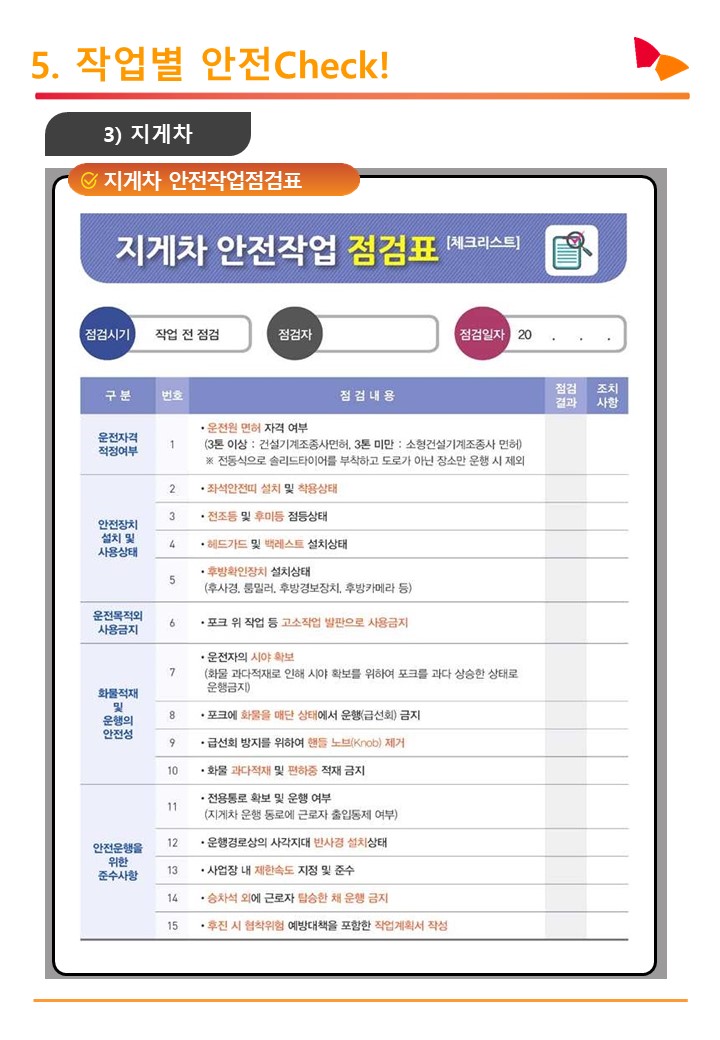 5. 작업별 안전Check!
3) 지게차
지게차 안전작업점검표
지게차 안전작업 점검표 [체크리스트]
점검시기 작업 전 점검 점검자 점검일자 20 . . .
구 분 번호 점 검 내 용 점검 결과 조치 사항
운전자격 적정여부
1
• 운전원 면허 자격 여부
(3톤 이상 : 건설기계조종사면허, 3톤 미만 : 소형건설기계조종사 면허)
※ 전동식으로 솔리드타이어를 부착하고 도로가 아닌 장소만 운행 시 제외
안전장치
설치 및
사용상태
2 • 좌석안전띠 설치 및 착용상태
3 • 전조등 및 후미등 점등상태
4 • 헤드가드 및 백레스트 설치상태
5 • 후방확인장치 설치상태
(후사경, 룸밀러, 후방경보장치, 후방카메라 등)
운전목적외
사용금지
6 • 포크 위 작업 등 고소작업 발판으로 사용금지
화물적재
및
운행의
안전성
7 • 운전자의 시야 확보
(화물 과다적재로 인해 시야 확보를 위하여 포크를 과다 상승한 상태로
운행금지)
8 • 포크에 화물을 매단 상태에서 운행(급선회) 금지
9 • 급선회 방지를 위하여 핸들 노브(Knob) 제거
10 • 화물 과다적재 및 편하중 적재 금지
안전운행을
위한
준수사항
11 • 전용통로 확보 및 운행 여부
(지게차 운행 통로에 근로자 출입통제 여부)
12 • 운행경로상의 사각지대 반사경 설치상태
13 • 사업장 내 제한속도 지정 및 준수
14 • 승차석 외에 근로자 탑승한 채 운행 금지
15 • 후진 시 협착위험 예방대책을 포함한 작업계획서 작성